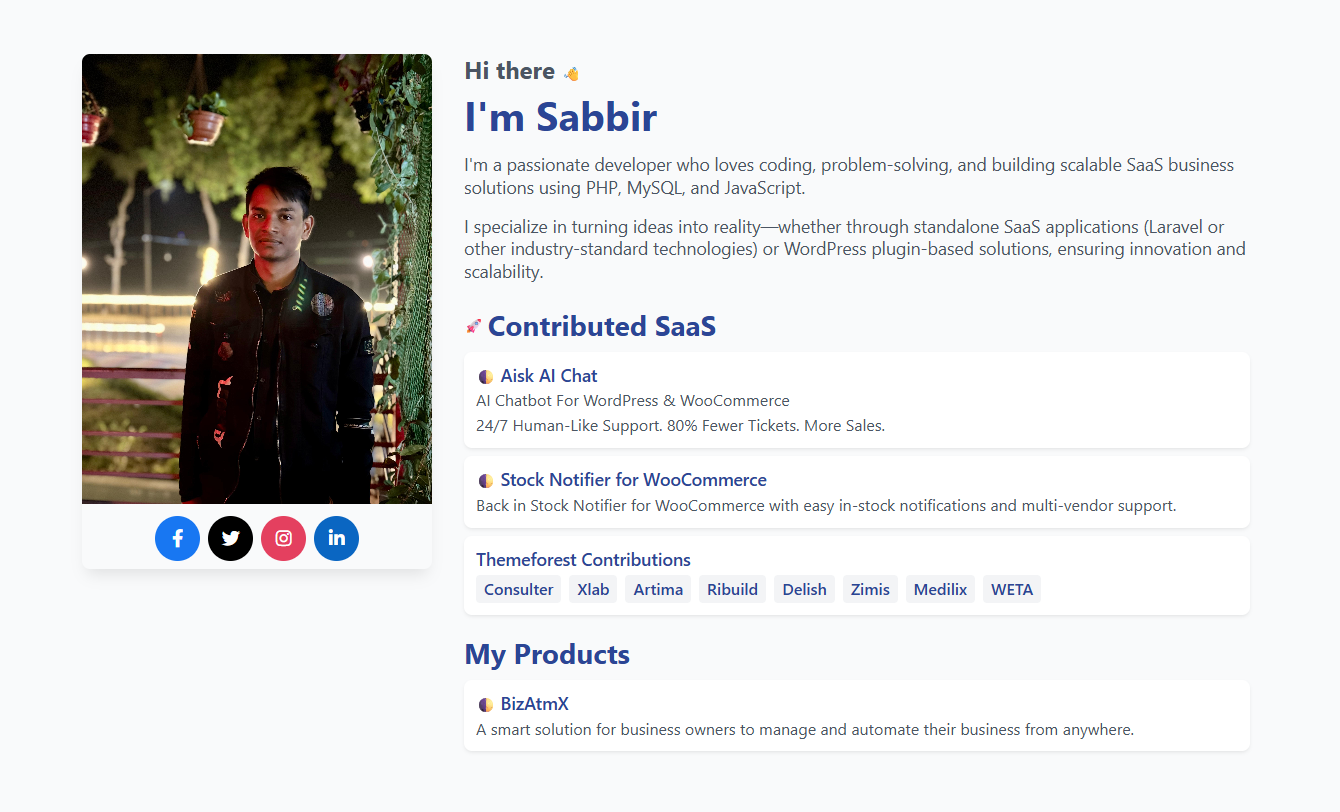 Hi there 👋
I'm Sabbir
I'm a passionate developer who loves coding, problem-solving, and building scalable SaaS business
solutions using PHP, MySQL, and JavaScript.
I specialize in turning ideas into reality—whether through standalone SaaS applications (Laravel or
other industry-standard technologies) or WordPress plugin-based solutions, ensuring innovation and
scalability.
🚀 Contributed SaaS
🌓 Aisk AI Chat
AI Chatbot For WordPress & WooCommerce
24/7 Human-Like Support. 80% Fewer Tickets. More Sales.
🌓 Stock Notifier for WooCommerce
Back in Stock Notifier for WooCommerce with easy in-stock notifications and multi-vendor support.
Themeforest Contributions
Consulter Xlab Artima Ribuild Delish Zimis Medilix WETA
My Products
🌓 BizAtmX
A smart solution for business owners to manage and automate their business from anywhere.